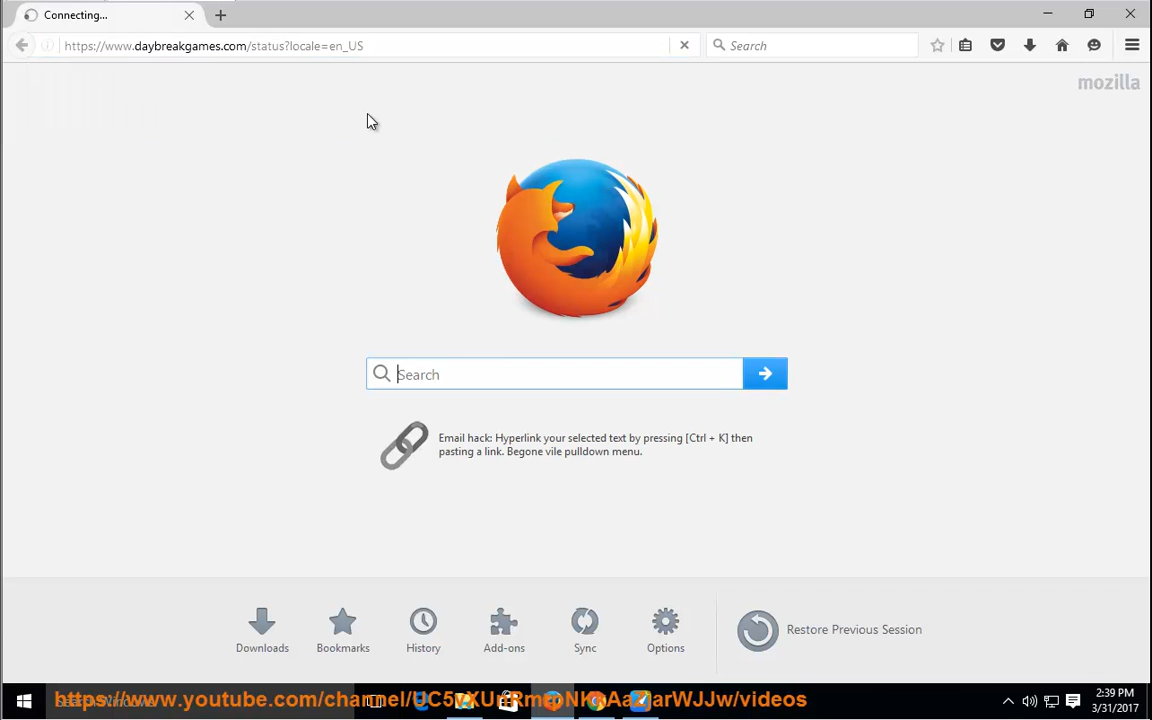 Connecting...
https://www.daybreakgames.com/status?locale=en_US
Search
mozilla
Search
Email hack: Hyperlink your selected text by pressing [Ctrl + K] then
pasting a link. Begone vile pulldown menu.
Downloads
Bookmarks
History
Add-ons
Sync
Options
Restore Previous Session
2:39 PM
3/31/2017